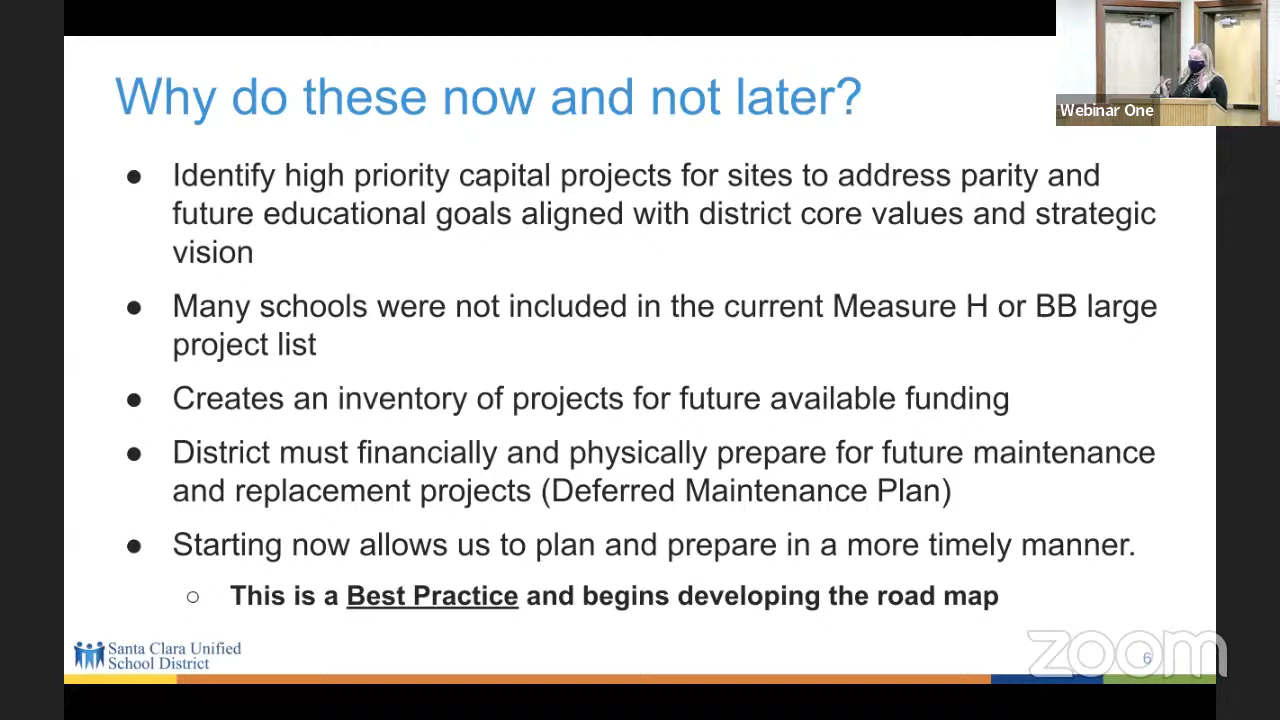 Why do these now and not later?
Webinar One
● Identify high priority capital projects for sites to address parity and
future educational goals aligned with district core values and strategic
vision
● Many schools were not included in the current Measure H or BB large
project list
● Creates an inventory of projects for future available funding
● District must financially and physically prepare for future maintenance
and replacement projects (Deferred Maintenance Plan)
● Starting now allows us to plan and prepare in a more timely manner.
○ This is a Best Practice and begins developing the road map
Santa Clara Unified
School District
zoom
6